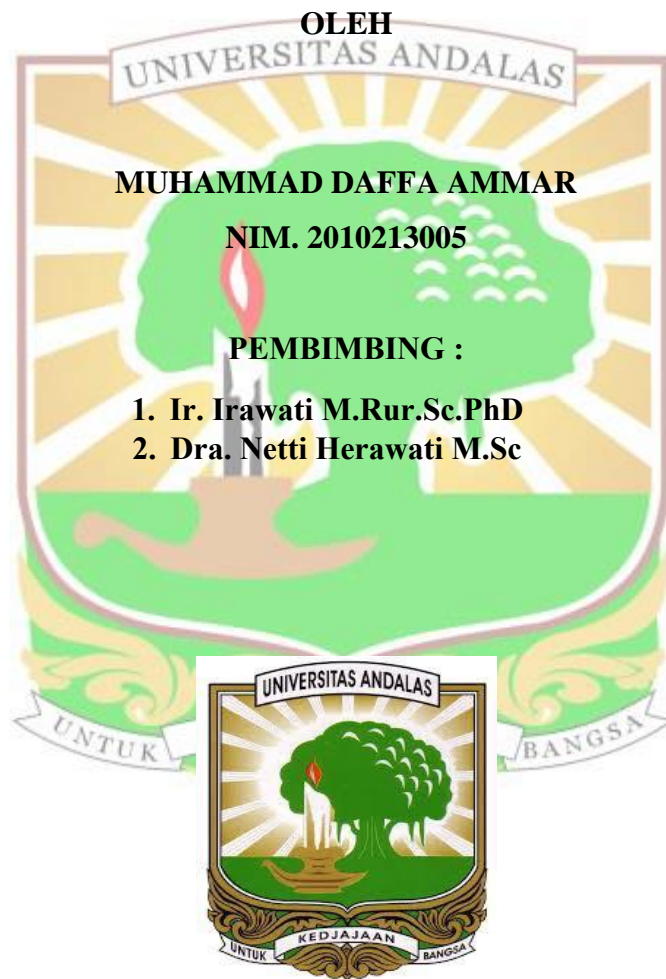 OLEH
UNIVERSITAS ANDALAS
MUHAMMAD DAFFA AMMAR
NIM. 2010213005
PEMBIMBING :
1. Ir. Irawati M.Rur.Sc.PhD
2. Dra. Netti Herawati M.Sc
UNTUK BANGSA
UNIVERSITAS ANDALAS
UNTUK KEDJAJAAN BANGSA